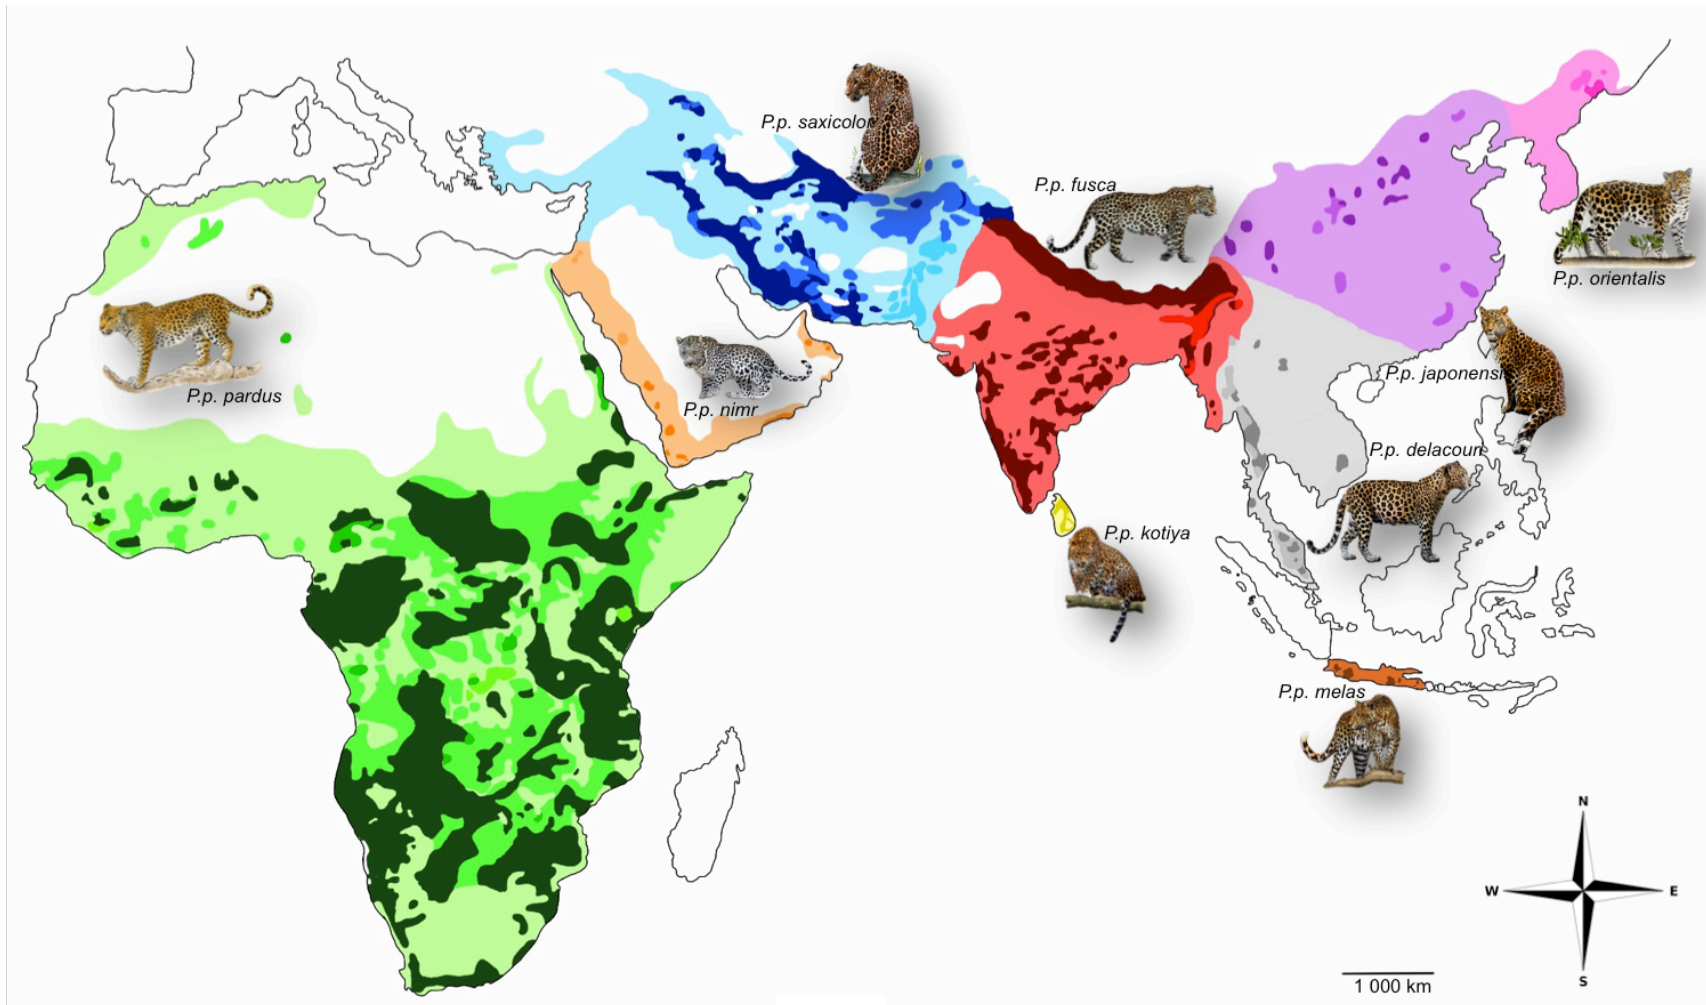 P.p. saxicolor
P.p. fusca
P.p. orientalis
P.p. pardus
P.p. nimr
P.p. japonensis
P.p. delacouri
P.p. kotiya
P.p. melas
N
W
E
S
1 000 km